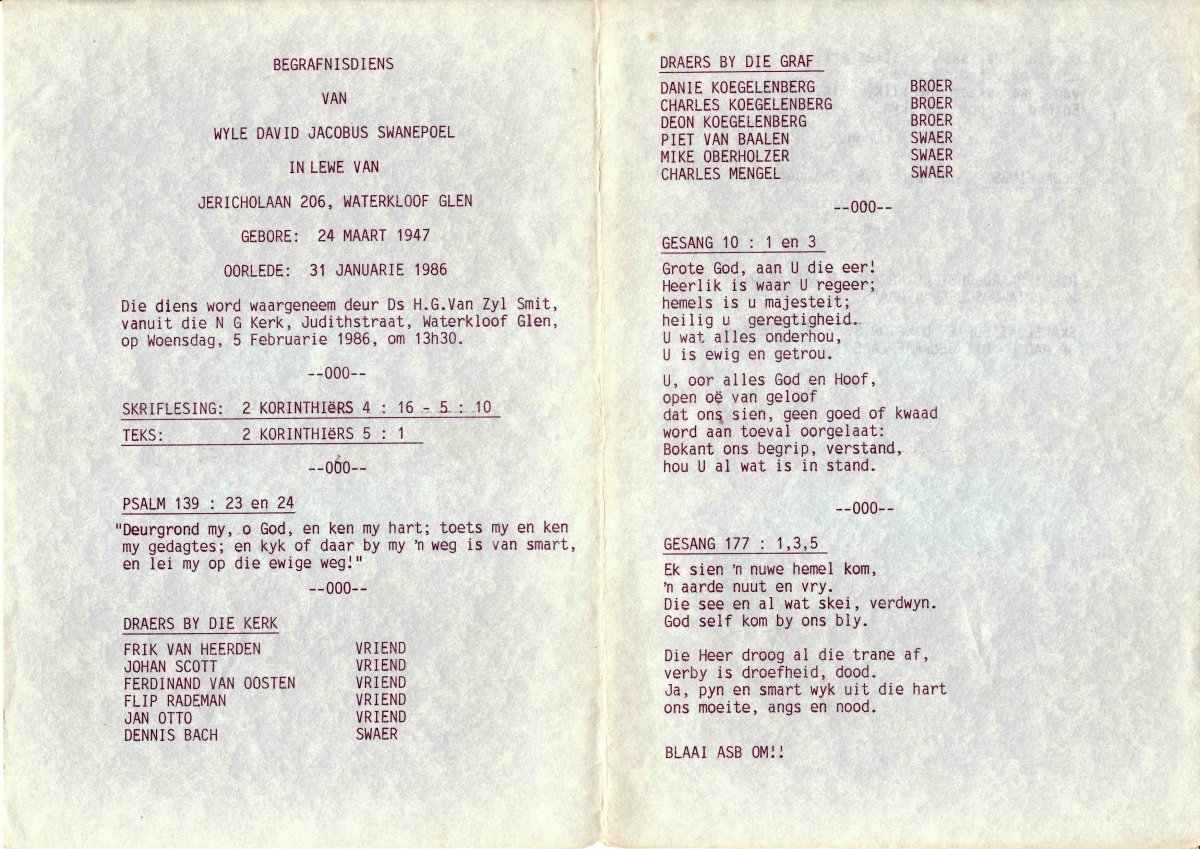 BEGRAFNISDIENS
VAN
WYLE DAVID JACOBUS SWANEPOEL
IN LEWE VAN
JERICHOLAAN 206, WATERKLOOF GLEN
GEBORE: 24 MAART 1947
OORLEDE: 31 JANUARIE 1986
Die diens word waargeneem deur Ds H.G.Van Zyl Smit,
vanuit die N G Kerk, Judithstraat, Waterkloof Glen,
op Woensdag, 5 Februarie 1986, om 13h30.
--000--
SKRIFLESING: 2 KORINTHIëRS 4 : 16 - 5 : 10
TEKS: 2 KORINTHIëRS 5 : 1
--000--
PSALM 139 : 23 en 24
"Deurgrond my, o God, en ken my hart; toets my en ken
my gedagtes; en kyk of daar by my 'n weg is van smart,
en lei my op die ewige weg!"
--000--
DRAERS BY DIE KERK
FRIK VAN HEERDEN VRIEND
JOHAN SCOTT VRIEND
FERDINAND VAN OOSTEN VRIEND
FLIP RADEMAN VRIEND
JAN OTTO VRIEND
DENNIS BACH SWAER
DRAERS BY DIE GRAF
DANIE KOEGELENBERG BROER
CHARLES KOEGELENBERG BROER
DEON KOEGELENBERG BROER
PIET VAN BAALEN SWAER
MIKE OBERHOLZER SWAER
CHARLES MENGEL SWAER
--000--
GESANG 10 : 1 en 3
Grote God, aan U die eer!
Heerlik is waar U regeer;
hemels is u majesteit;
heilig u geregtigheid.
U wat alles onderhou,
U is ewig en getrou.
U, oor alles God en Hoof,
open oë van geloof
dat ons sien, geen goed of kwaad
word aan toeval oorgelaat:
Bokant ons begrip, verstand,
hou U al wat is in stand.
--000--
GESANG 177 : 1,3,5
Ek sien 'n nuwe hemel kom,
'n aarde nuut en vry.
Die see en al wat skei, verdwyn.
God self kom by ons bly.
Die Heer droog al die trane af,
verby is droefheid, dood.
Ja, pyn en smart wyk uit die hart
ons moeite, angs en nood.
BLAAI ASB OM!!